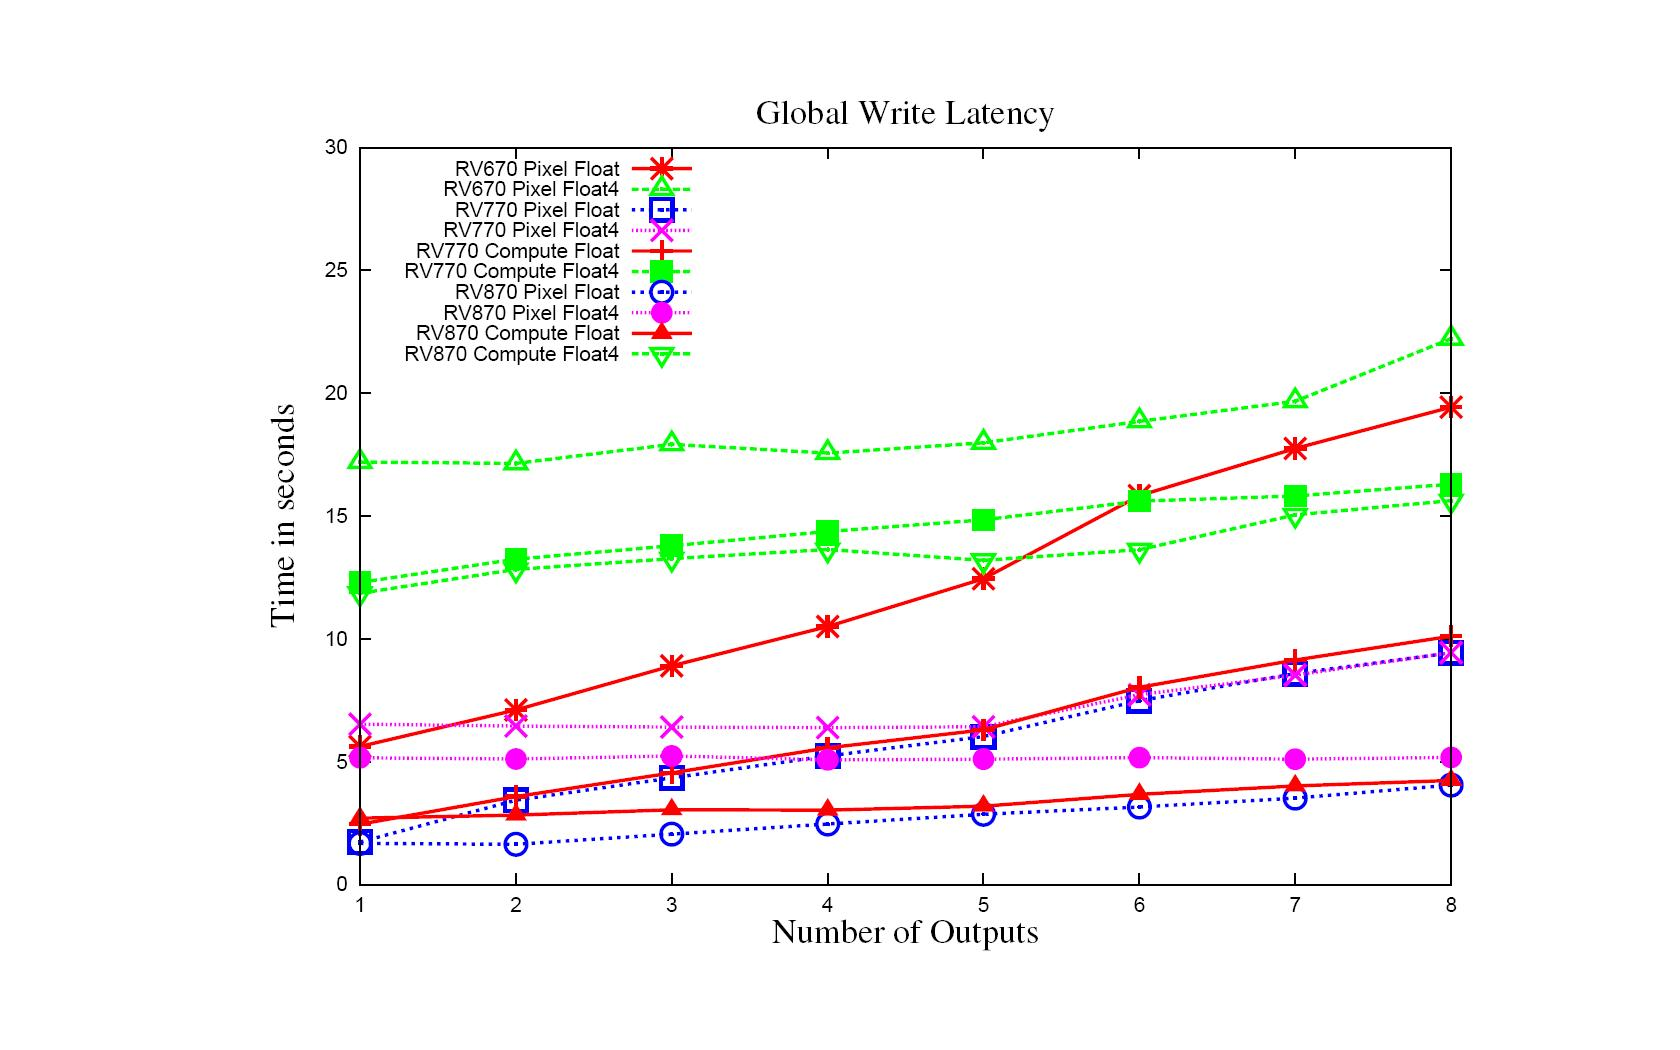 Global Write Latency
30
25
20
15
10
5
0
Time in seconds
RV670 Pixel Float
RV670 Pixel Float4
RV770 Pixel Float
RV770 Pixel Float4
RV770 Compute Float
RV770 Compute Float4
RV870 Pixel Float
RV870 Pixel Float4
RV870 Compute Float
RV870 Compute Float4
1 2 3 4 5 6 7 8
Number of Outputs